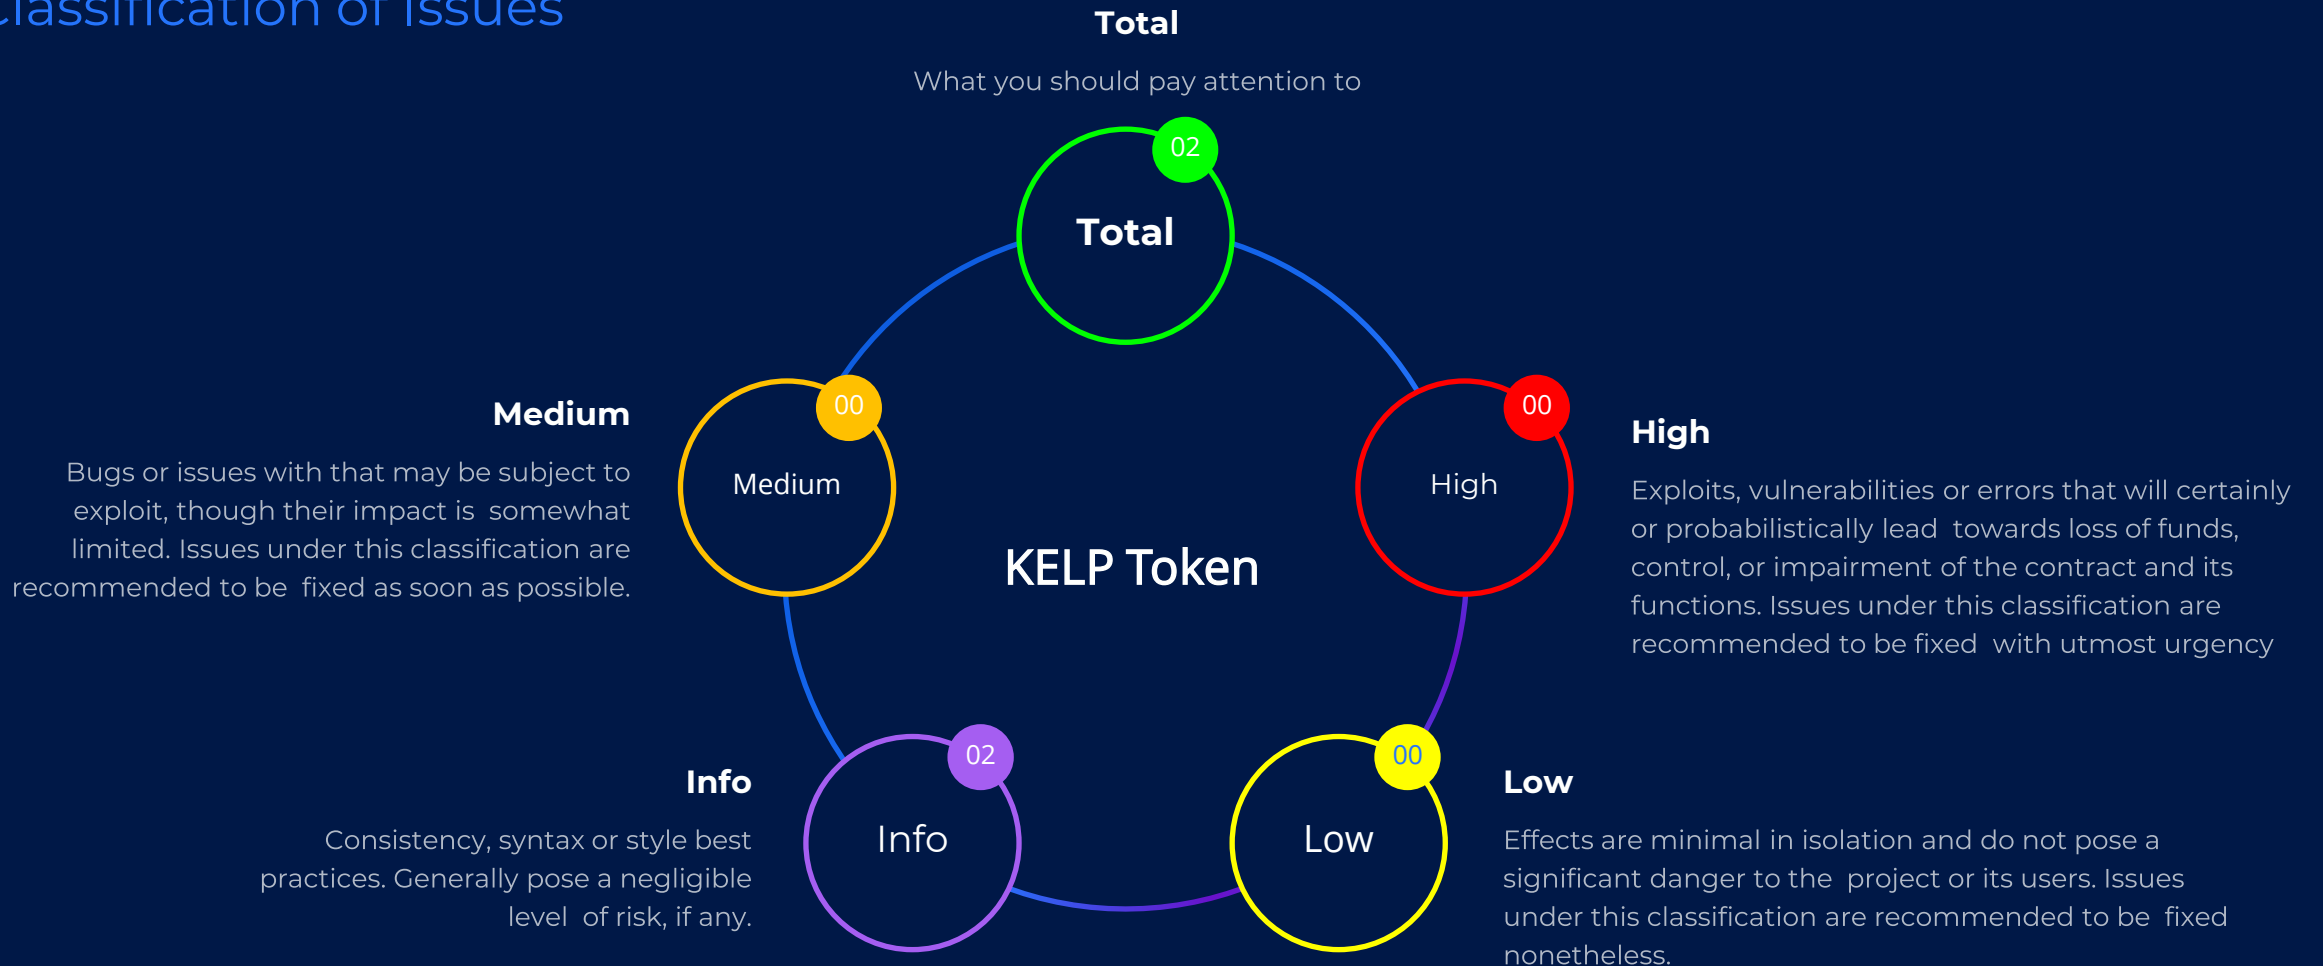 Classification of Issues
Total
What you should pay attention to
02
Total
Medium
Bugs or issues with that may be subject to
exploit, though their impact is somewhat
limited. Issues under this classification are
recommended to be fixed as soon as possible.
00
Medium
00
High
High
Exploits, vulnerabilities or errors that will certainly
or probabilistically lead towards loss of funds,
control, or impairment of the contract and its
functions. Issues under this classification are
recommended to be fixed with utmost urgency
KELP Token
Info
Consistency, syntax or style best
practices. Generally pose a negligible
level of risk, if any.
02
Info
00
Low
Low
Effects are minimal in isolation and do not pose a
significant danger to the project or its users. Issues
under this classification are recommended to be fixed
nonetheless.